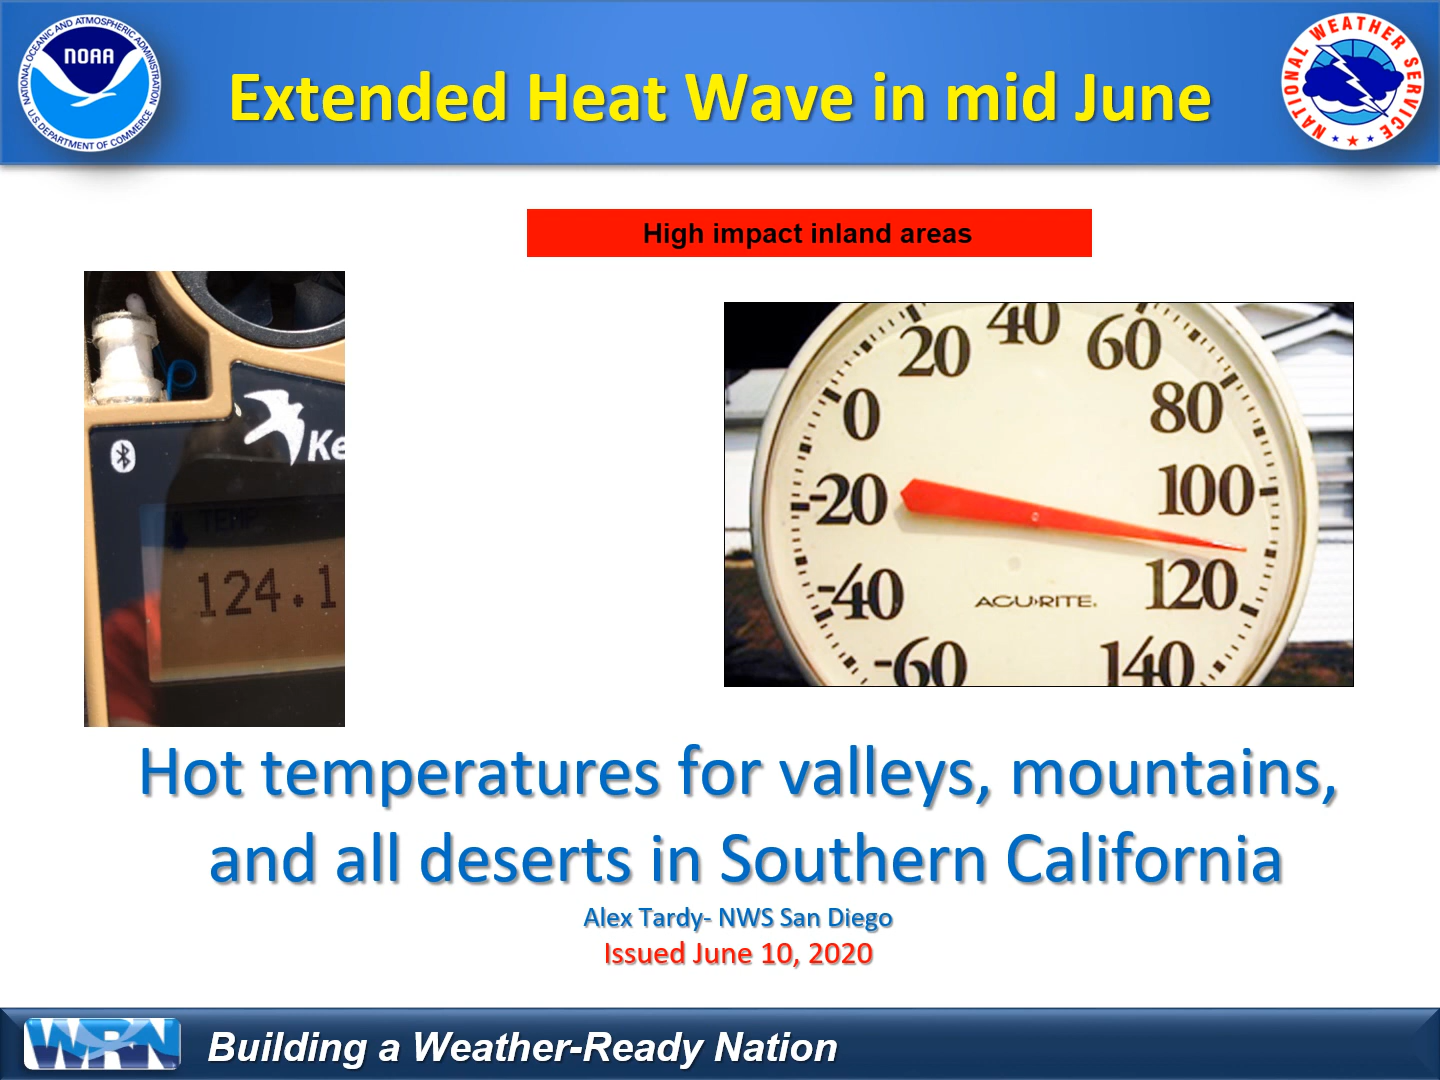 NATIONAL OCEANIC AND ATMOSPHERIC ADMINISTRATION
NOAA
U.S. DEPARTMENT OF COMMERCE
Extended Heat Wave in mid June
NATIONAL WEATHER SERVICE
High impact inland areas
Ke
TEMP
124.1
20 40 60
0 80
-20 100
-40 120
ACU>RITE.
-60 140
Hot temperatures for valleys, mountains,
and all deserts in Southern California
Alex Tardy- NWS San Diego
Issued June 10, 2020
WRN
Building a Weather-Ready Nation